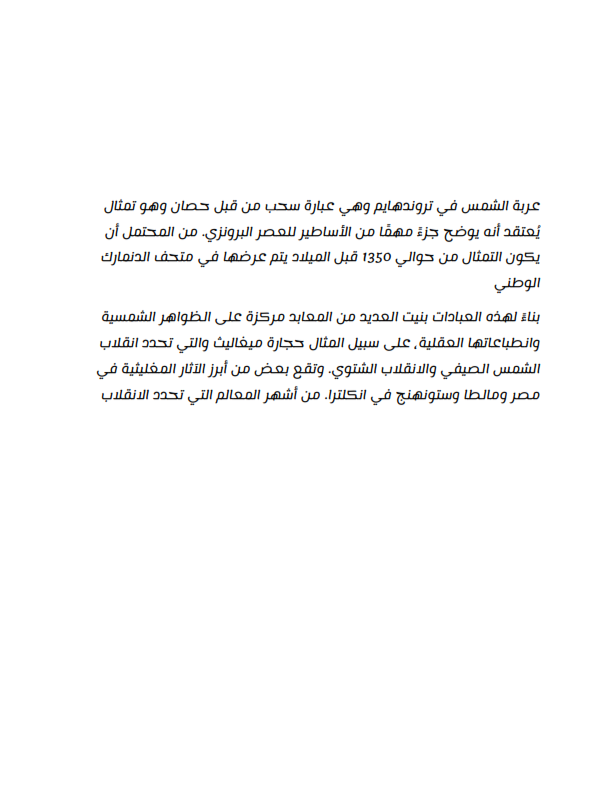 عربة الشمس في تروندهايم وهي عبارة سحب من قبل حصان وهو تمثال
يُعتقد أنه يوضح جزءً مهمًا من الأساطير للعصر البرونزي. من المحتمل أن
يكون التمثال من حوالي 1350 قبل الميلاد يتم عرضها في متحف الدنمارك
الوطني
بناءً لهذه العبادات بنيت العديد من المعابد مركزة على الظواهر الشمسية
وانطباعاتها العقلية، على سبيل المثال حجارة ميغاليث والتي تحدد انقلاب
الشمس الصيفي والانقلاب الشتوي. وتقع بعض من أبرز الآثار المغليثية في
مصر ومالطا وستونهنج في انكلترا. من أشهر المعالم التي تحدد الانقلاب